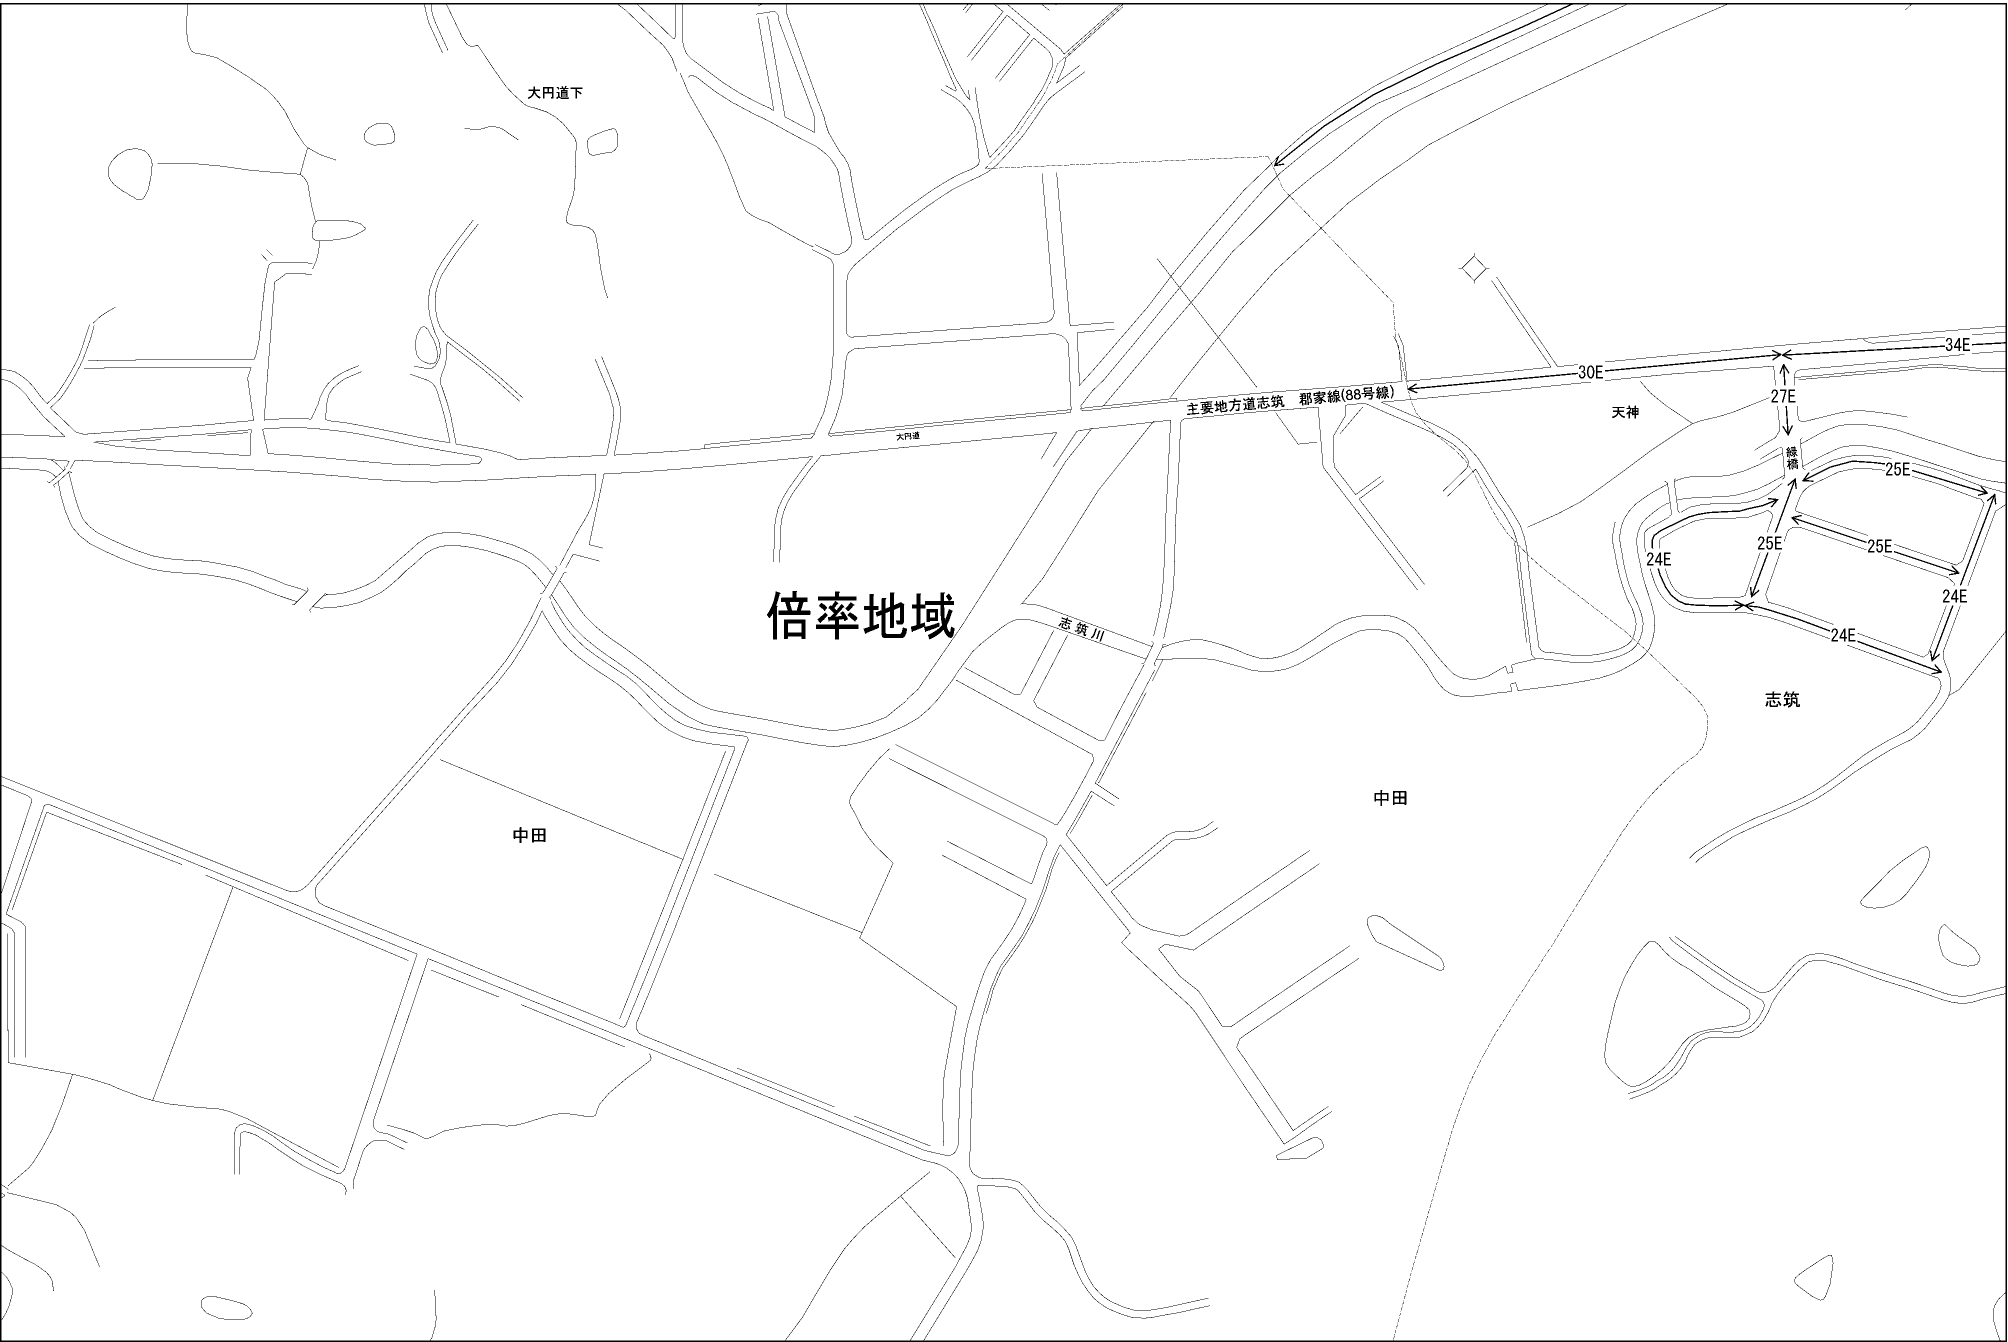 大円道下
34E
30E
主要地方道志筑　郡家線(88号線)
27E
天神
大円道
緑橋
25E
25E
25E
24E
24E
倍率地域
志筑川
24E
志筑
中田
中田